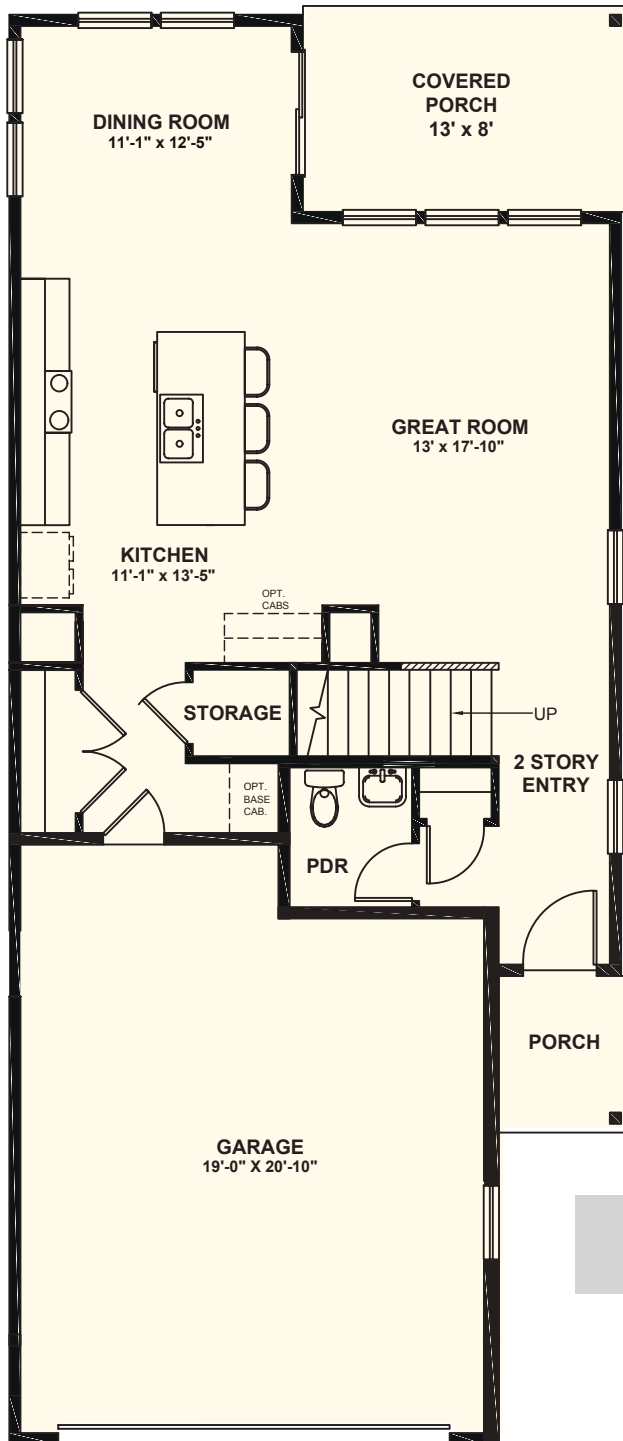 COVERED
PORCH
13' x 8'
DINING ROOM
11'-1" x 12'-5"
GREAT ROOM
13' x 17'-10"
KITCHEN
11'-1" x 13'-5"
OPT.
CABS
STORAGE
UP
2 STORY
ENTRY
OPT.
BASE
CAB.
PDR
PORCH
GARAGE
19'-0" X 20'-10"